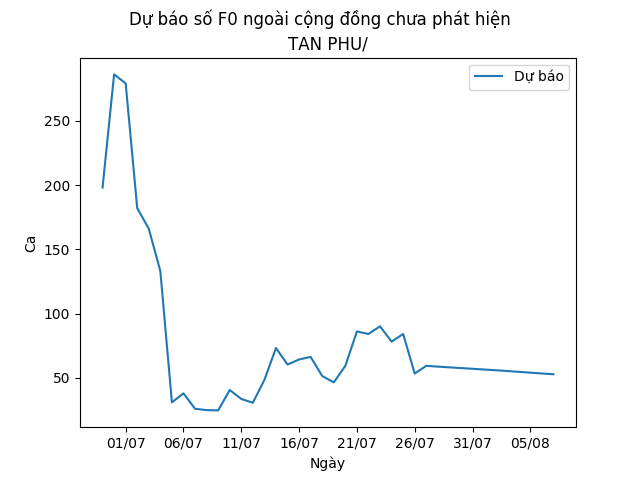 Dự báo số F0 ngoài cộng đồng chưa phát hiện
TAN PHU/
Dự báo
250
200
150
100
50
Ca
01/07 06/07 11/07 16/07 21/07 26/07 31/07 05/08
Ngày